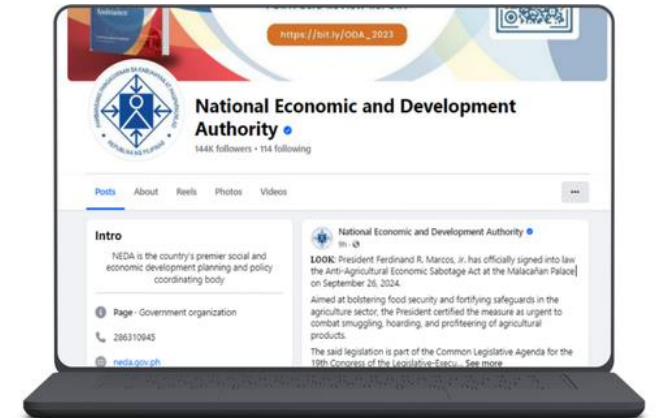 https://bit.ly/ODA_2023
National Economic and Development
Authority
144K followers • 114 following
Posts About Reels Photos Videos
Intro
NEDA is the country's premier social and
economic development planning and policy
coordinating body
Page · Government organization
286310945
neda.gov.ph
National Economic and Development Authority
9h ·
LOOK: President Ferdinand R. Marcos, Jr. has officially signed into law
the Anti-Agricultural Economic Sabotage Act at the Malacañan Palace
on September 26, 2024.
Aimed at bolstering food security and fortifying safeguards in the
agriculture sector, the President certified the measure as urgent to
combat smuggling, hoarding, and profiteering of agricultural
products.
The said legislation is part of the Common Legislative Agenda for the
19th Congress of the Legislative-Execu... See more